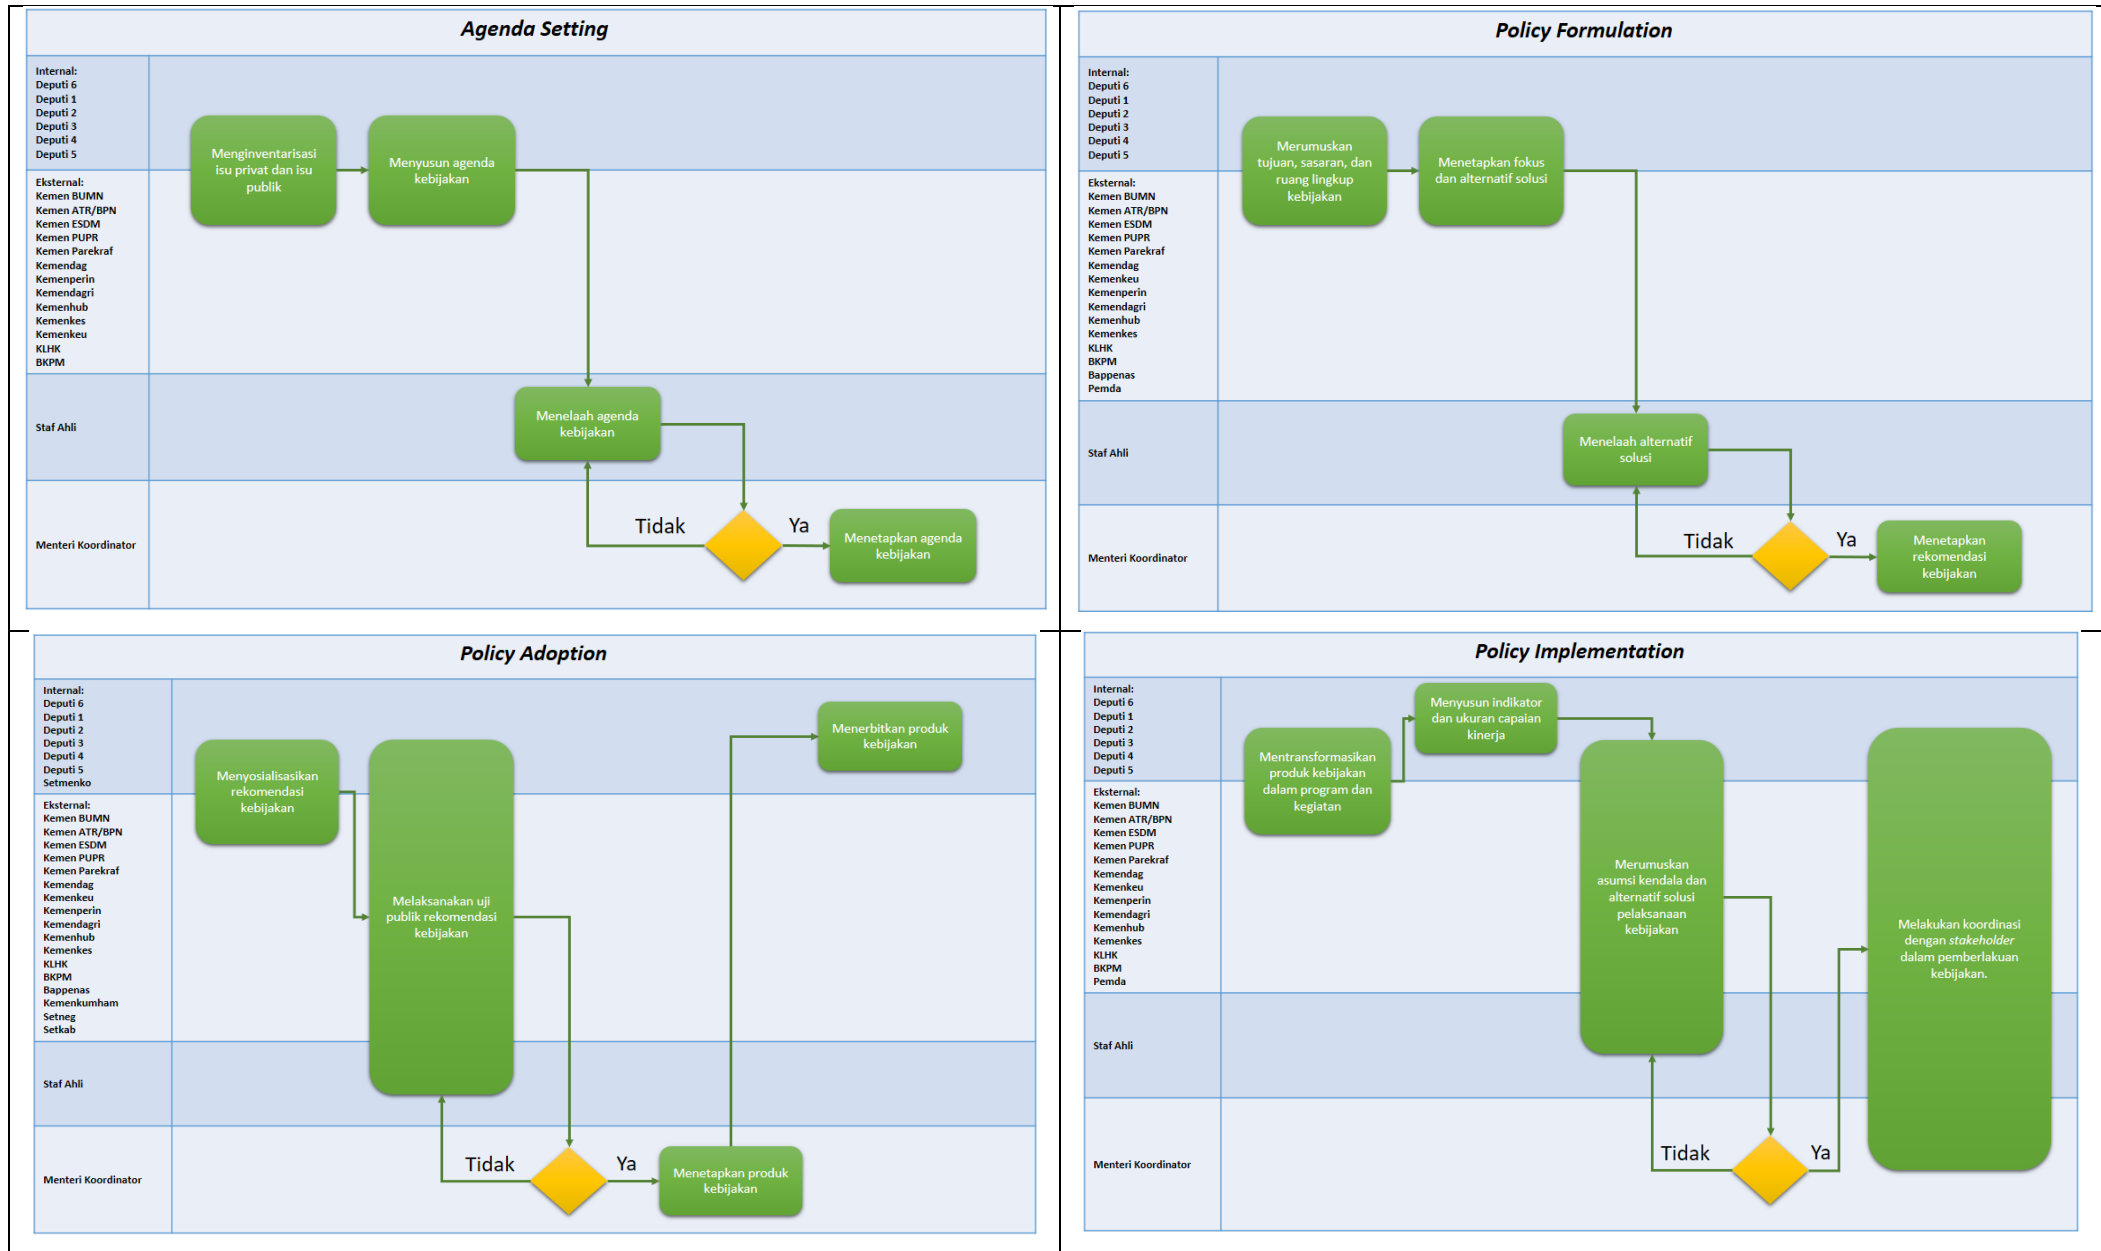 Agenda Setting
Internal:
Deputi 6
Deputi 1
Deputi 2
Deputi 3
Deputi 4
Deputi 5
Menginventarisasi
isu privat dan isu
publik
Menyusun agenda
kebijakan
Eksternal:
Kemen BUMN
Kemen ATR/BPN
Kemen ESDM
Kemen PUPR
Kemen Parekraf
Kemendag
Kemenperin
Kemendagri
Kemenhub
Kemenkes
Kemenkeu
KLHK
BKPM
Staf Ahli
Menelaah agenda
kebijakan
Menteri Koordinator
Tidak
Ya
Menetapkan agenda
kebijakan
Policy Formulation
Internal:
Deputi 6
Deputi 1
Deputi 2
Deputi 3
Deputi 4
Deputi 5
Merumuskan
tujuan, sasaran, dan
ruang lingkup
kebijakan
Menetapkan fokus
dan alternatif solusi
Eksternal:
Kemen BUMN
Kemen ATR/BPN
Kemen ESDM
Kemen PUPR
Kemen Parekraf
Kemendag
Kemenkeu
Kemenperin
Kemendagri
Kemenhub
Kemenkes
KLHK
BKPM
Bappenas
Pemda
Staf Ahli
Menelaah alternatif
solusi
Menteri Koordinator
Tidak
Ya
Menetapkan
rekomendasi
kebijakan
Policy Adoption
Internal:
Deputi 6
Deputi 1
Deputi 2
Deputi 3
Deputi 4
Deputi 5
Setmenko
Menyosialisasikan
rekomendasi
kebijakan
Melaksanakan uji
publik rekomendasi
kebijakan
Menerbitkan produk
kebijakan
Eksternal:
Kemen BUMN
Kemen ATR/BPN
Kemen ESDM
Kemen PUPR
Kemen Parekraf
Kemendag
Kemenkeu
Kemenperin
Kemendagri
Kemenhub
Kemenkes
KLHK
BKPM
Bappenas
Kemenkumham
Setneg
Setkab
Staf Ahli
Menteri Koordinator
Tidak
Ya
Menetapkan produk
kebijakan
Policy Implementation
Internal:
Deputi 6
Deputi 1
Deputi 2
Deputi 3
Deputi 4
Deputi 5
Mentransformasikan
produk kebijakan
dalam program dan
kegiatan
Menyusun indikator
dan ukuran capaian
kinerja
Merumuskan
asumsi kendala dan
alternatif solusi
pelaksanaan
kebijakan
Melakukan koordinasi
dengan stakeholder
dalam pemberlakuan
kebijakan.
Eksternal:
Kemen BUMN
Kemen ATR/BPN
Kemen ESDM
Kemen PUPR
Kemen Parekraf
Kemendag
Kemenkeu
Kemenperin
Kemendagri
Kemenhub
Kemenkes
KLHK
BKPM
Pemda
Staf Ahli
Menteri Koordinator
Tidak
Ya